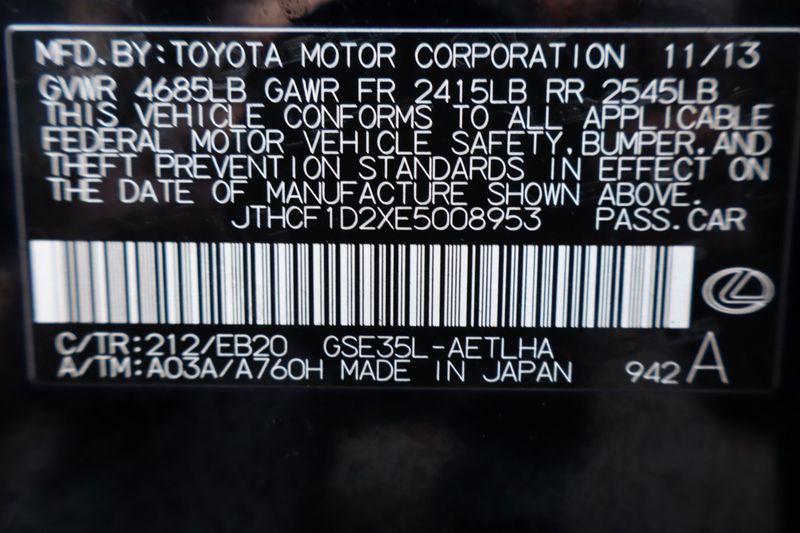 MFD.BY:TOYOTA MOTOR CORPORATION 11/13
GVWR 4685LB GAWR FR 2415LB RR 2545LB
THIS VEHICLE CONFORMS TO ALL APPLICABLE
FEDERAL MOTOR VEHICLE SAFETY,BUMPER,AND
THEFT PREVENTION STANDARDS IN EFFECT ON
THE DATE OF MANUFACTURE SHOWN ABOVE.
JTHCF1D2XE5008953 PASS.CAR
C/TR:212/EB20 GSE35L-AETLHA
A/TM:A03A/A760H MADE IN JAPAN 942 A